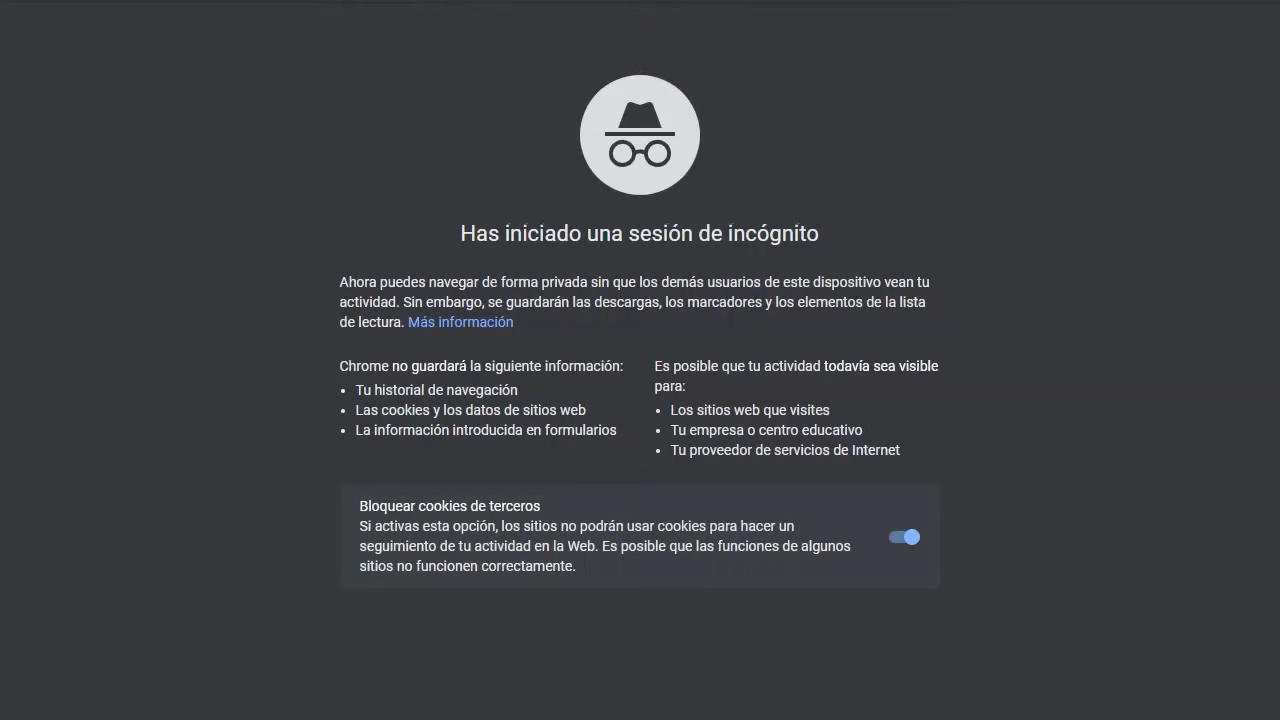 Has iniciado una sesión de incógnito
Ahora puedes navegar de forma privada sin que los demás usuarios de este dispositivo vean tu
actividad. Sin embargo, se guardarán las descargas, los marcadores y los elementos de la lista
de lectura. Más información
Chrome no guardará la siguiente información:
• Tu historial de navegación
• Las cookies y los datos de sitios web
• La información introducida en formularios
Es posible que tu actividad todavía sea visible
para:
• Los sitios web que visites
• Tu empresa o centro educativo
• Tu proveedor de servicios de Internet
Bloquear cookies de terceros
Si activas esta opción, los sitios no podrán usar cookies para hacer un
seguimiento de tu actividad en la Web. Es posible que las funciones de algunos
sitios no funcionen correctamente.